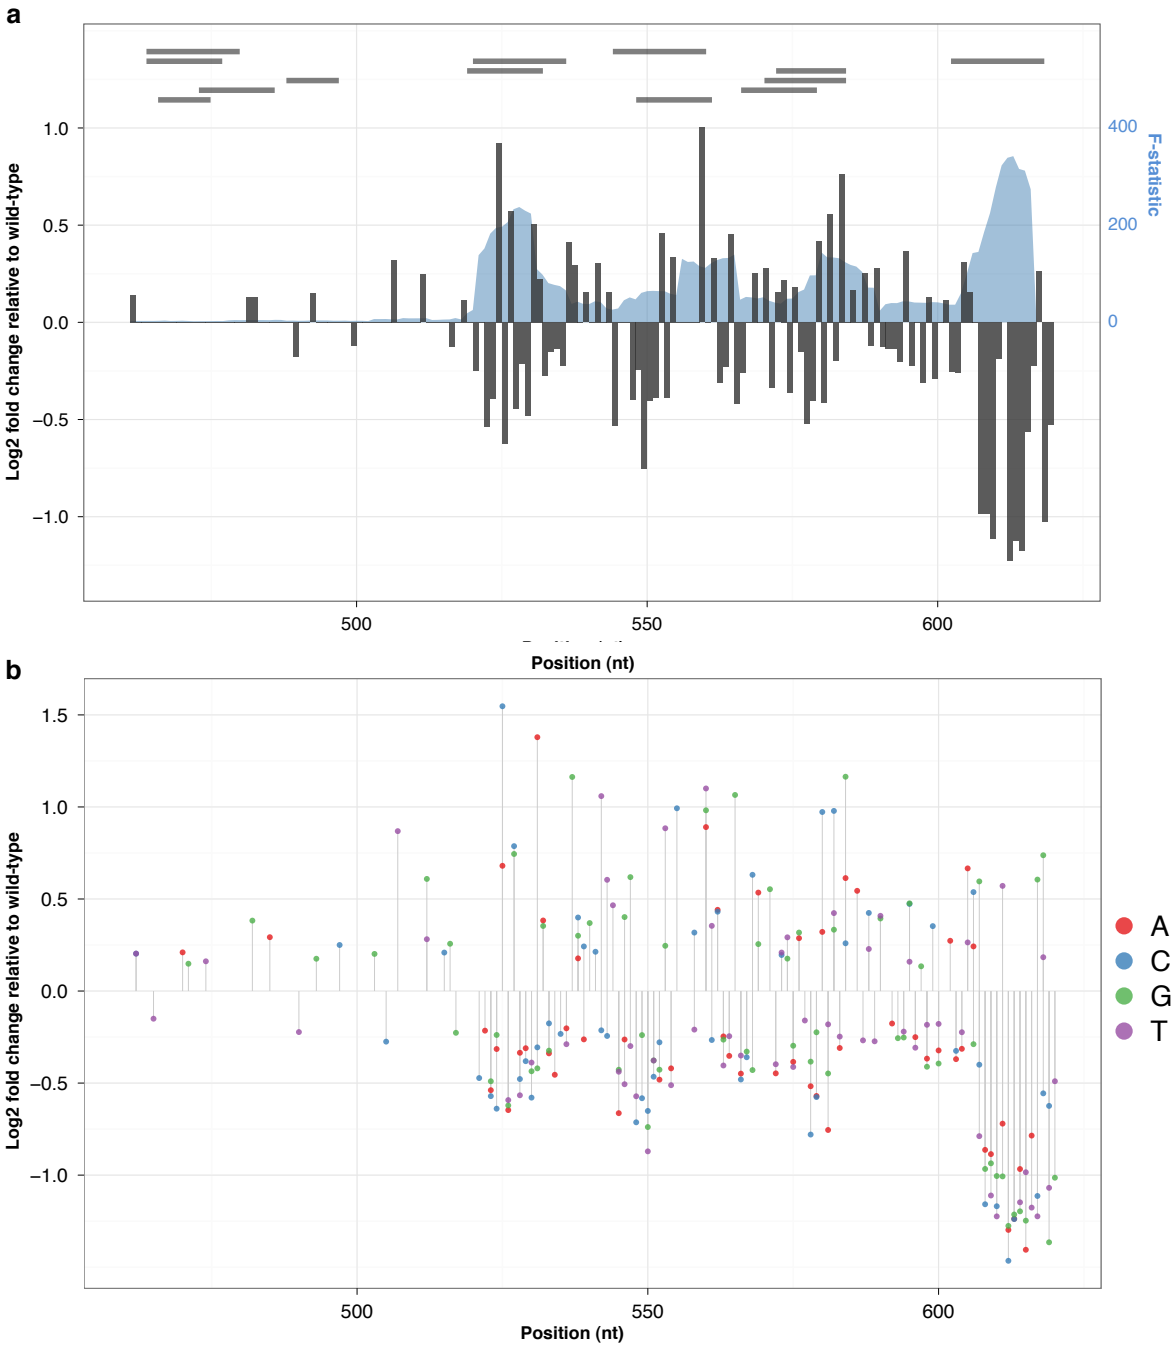 a
Log2 fold change relative to wild-type
1.0
0.5
0.0
−0.5
−1.0
400
200
0
F-statistic
500
550
600
Position (nt)
b
Log2 fold change relative to wild-type
1.5
1.0
0.5
0.0
−0.5
−1.0
A
C
G
T
500
550
600
Position (nt)